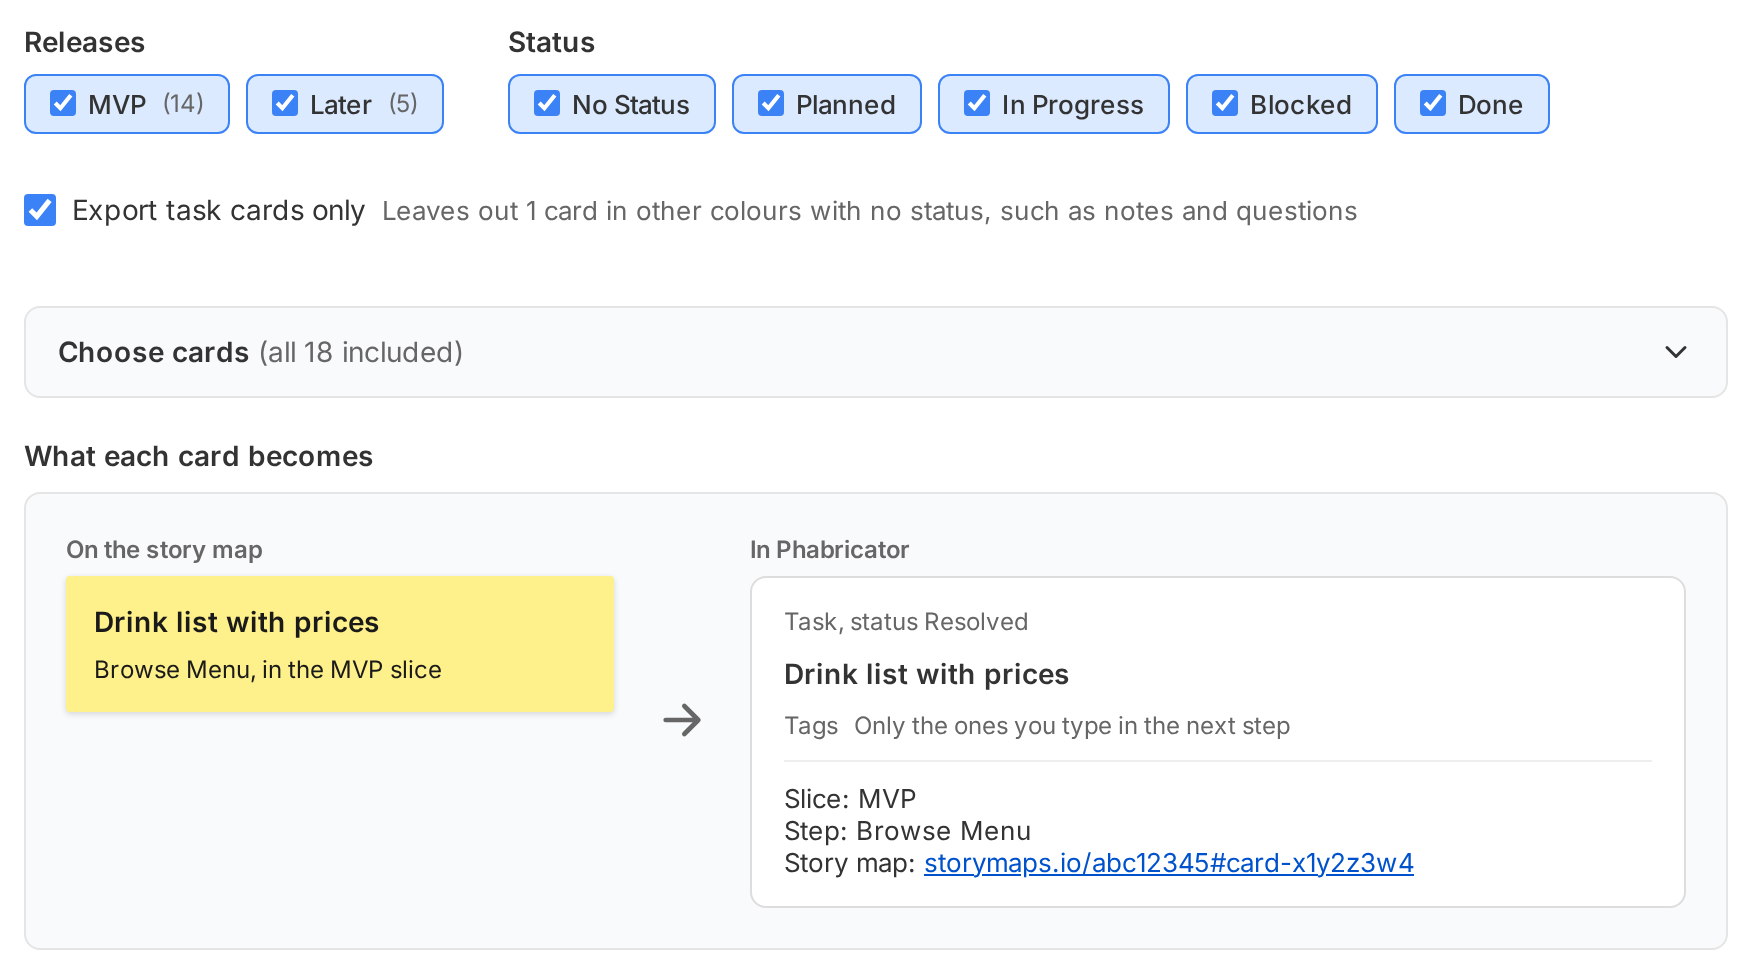 Releases
Status
MVP (14)
Later (5)
No Status
Planned
In Progress
Blocked
Done
Export task cards only Leaves out 1 card in other colours with no status, such as notes and questions
Choose cards (all 18 included)
What each card becomes
On the story map
Drink list with prices
Browse Menu, in the MVP slice
In Phabricator
Task, status Resolved
Drink list with prices
Tags Only the ones you type in the next step
Slice: MVP
Step: Browse Menu
Story map: storymaps.io/abc12345#card-x1y2z3w4